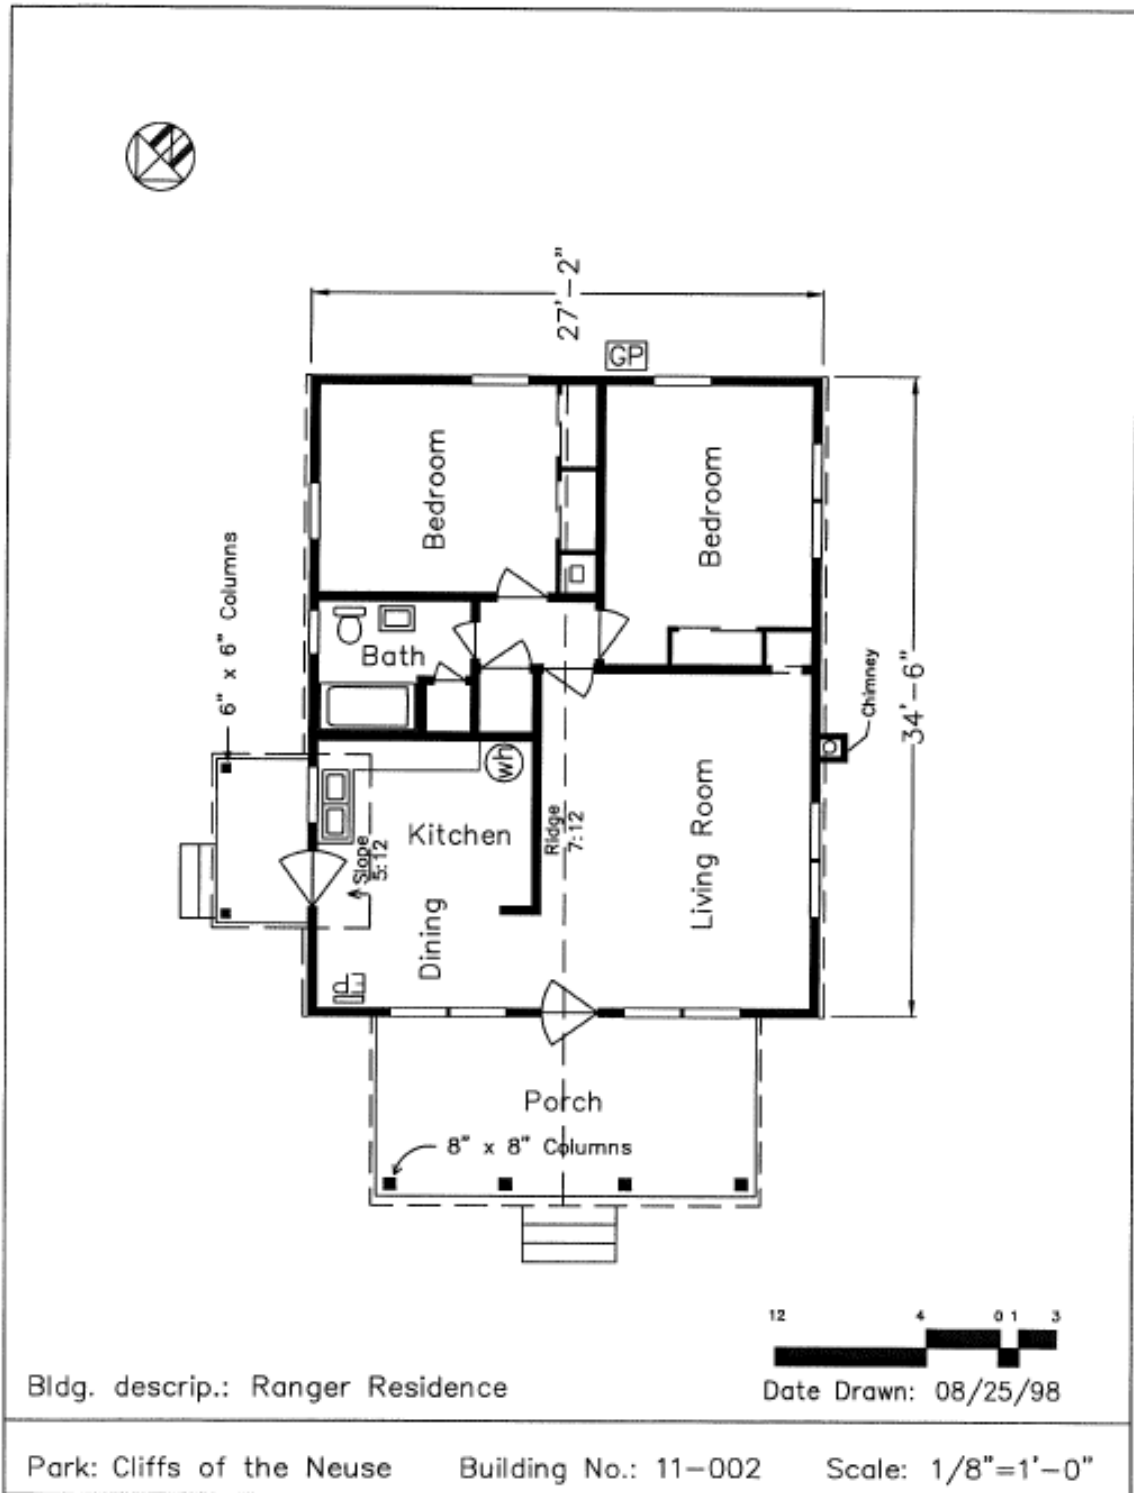 27'-2"
GP
Bedroom
Bedroom
6" x 6" Columns
Bath
Chimney
34'-6"
wh
Kitchen
Slope
5:12
Ridge
7:12
Living Room
Dining
Porch
8" x 8" Columns
12 4 0 1 3
Bldg. descrip.: Ranger Residence
Date Drawn: 08/25/98
Park: Cliffs of the Neuse
Building No.: 11-002
Scale: 1/8"=1'-0"